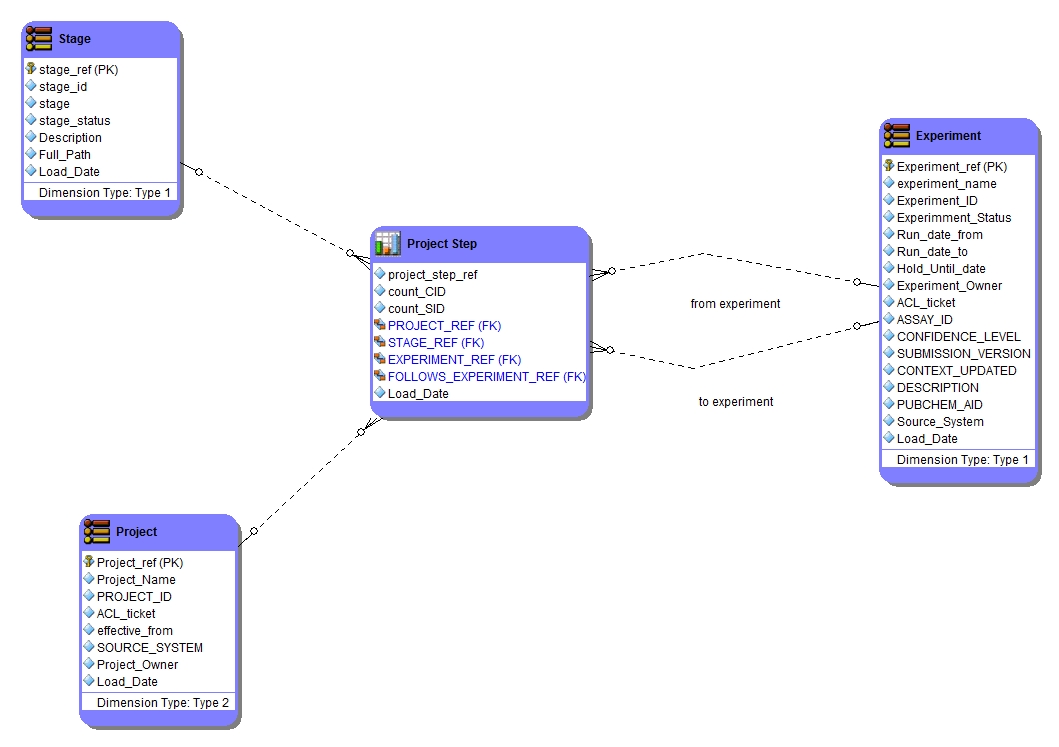 Stage
stage_ref (PK)
stage_id
stage
stage_status
Description
Full_Path
Load_Date
Dimension Type: Type 1
Project Step
project_step_ref
count_CID
count_SID
PROJECT_REF (FK)
STAGE_REF (FK)
EXPERIMENT_REF (FK)
FOLLOWS_EXPERIMENT_REF (FK)
Load_Date
from experiment
to experiment
Experiment
Experiment_ref (PK)
experiment_name
Experiment_ID
Experimment_Status
Run_date_from
Run_date_to
Hold_Until_date
Experiment_Owner
ACL_ticket
ASSAY_ID
CONFIDENCE_LEVEL
SUBMISSION_VERSION
CONTEXT_UPDATED
DESCRIPTION
PUBCHEM_AID
Source_System
Load_Date
Dimension Type: Type 1
Project
Project_ref (PK)
Project_Name
PROJECT_ID
ACL_ticket
effective_from
SOURCE_SYSTEM
Project_Owner
Load_Date
Dimension Type: Type 2